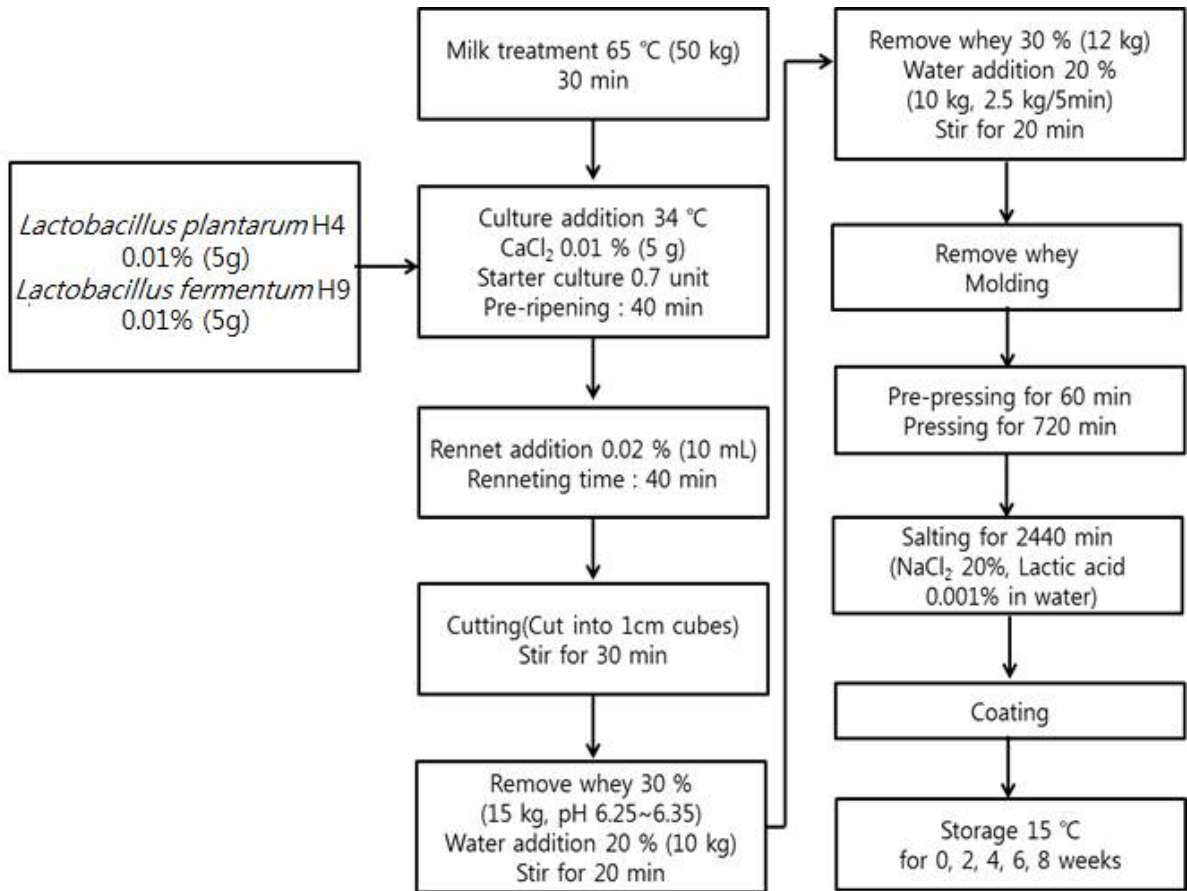 Milk treatment 65 ℃ (50 kg)
30 min
Lactobacillus plantarum H4
0.01% (5g)
Lactobacillus fermentum H9
0.01% (5g)
Culture addition 34 ℃
CaCl₂ 0.01 % (5 g)
Starter culture 0.7 unit
Pre-ripening : 40 min
Rennet addition 0.02 % (10 mL)
Renneting time : 40 min
Cutting(Cut into 1cm cubes)
Stir for 30 min
Remove whey 30 %
(15 kg, pH 6.25~6.35)
Water addition 20 % (10 kg)
Stir for 20 min
Remove whey 30 % (12 kg)
Water addition 20 %
(10 kg, 2.5 kg/5min)
Stir for 20 min
Remove whey
Molding
Pre-pressing for 60 min
Pressing for 720 min
Salting for 2440 min
(NaCl₂ 20%, Lactic acid
0.001% in water)
Coating
Storage 15 ℃
for 0, 2, 4, 6, 8 weeks